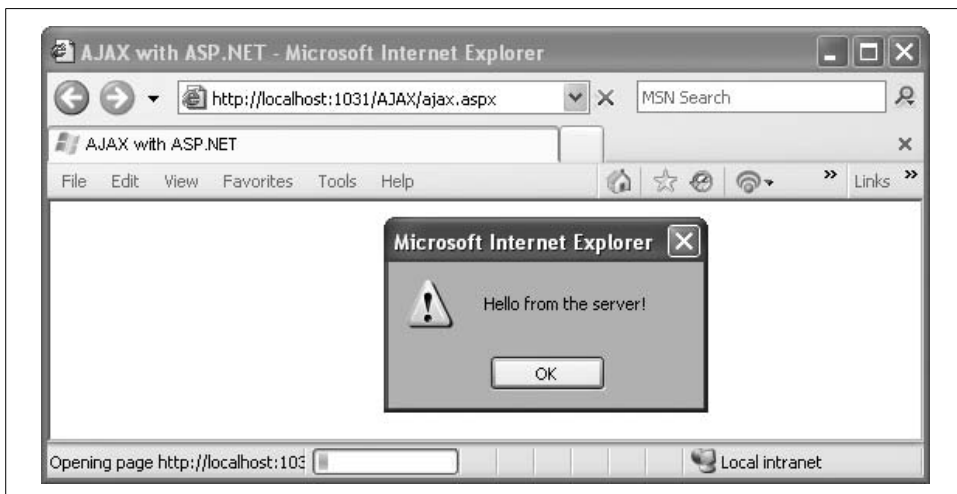 AJAX with ASP.NET - Microsoft Internet Explorer
http://localhost:1031/AJAX/ajax.aspx
MSN Search
AJAX with ASP.NET
File Edit View Favorites Tools Help
Links
Microsoft Internet Explorer
Hello from the server!
OK
Opening page http://localhost:103
Local intranet